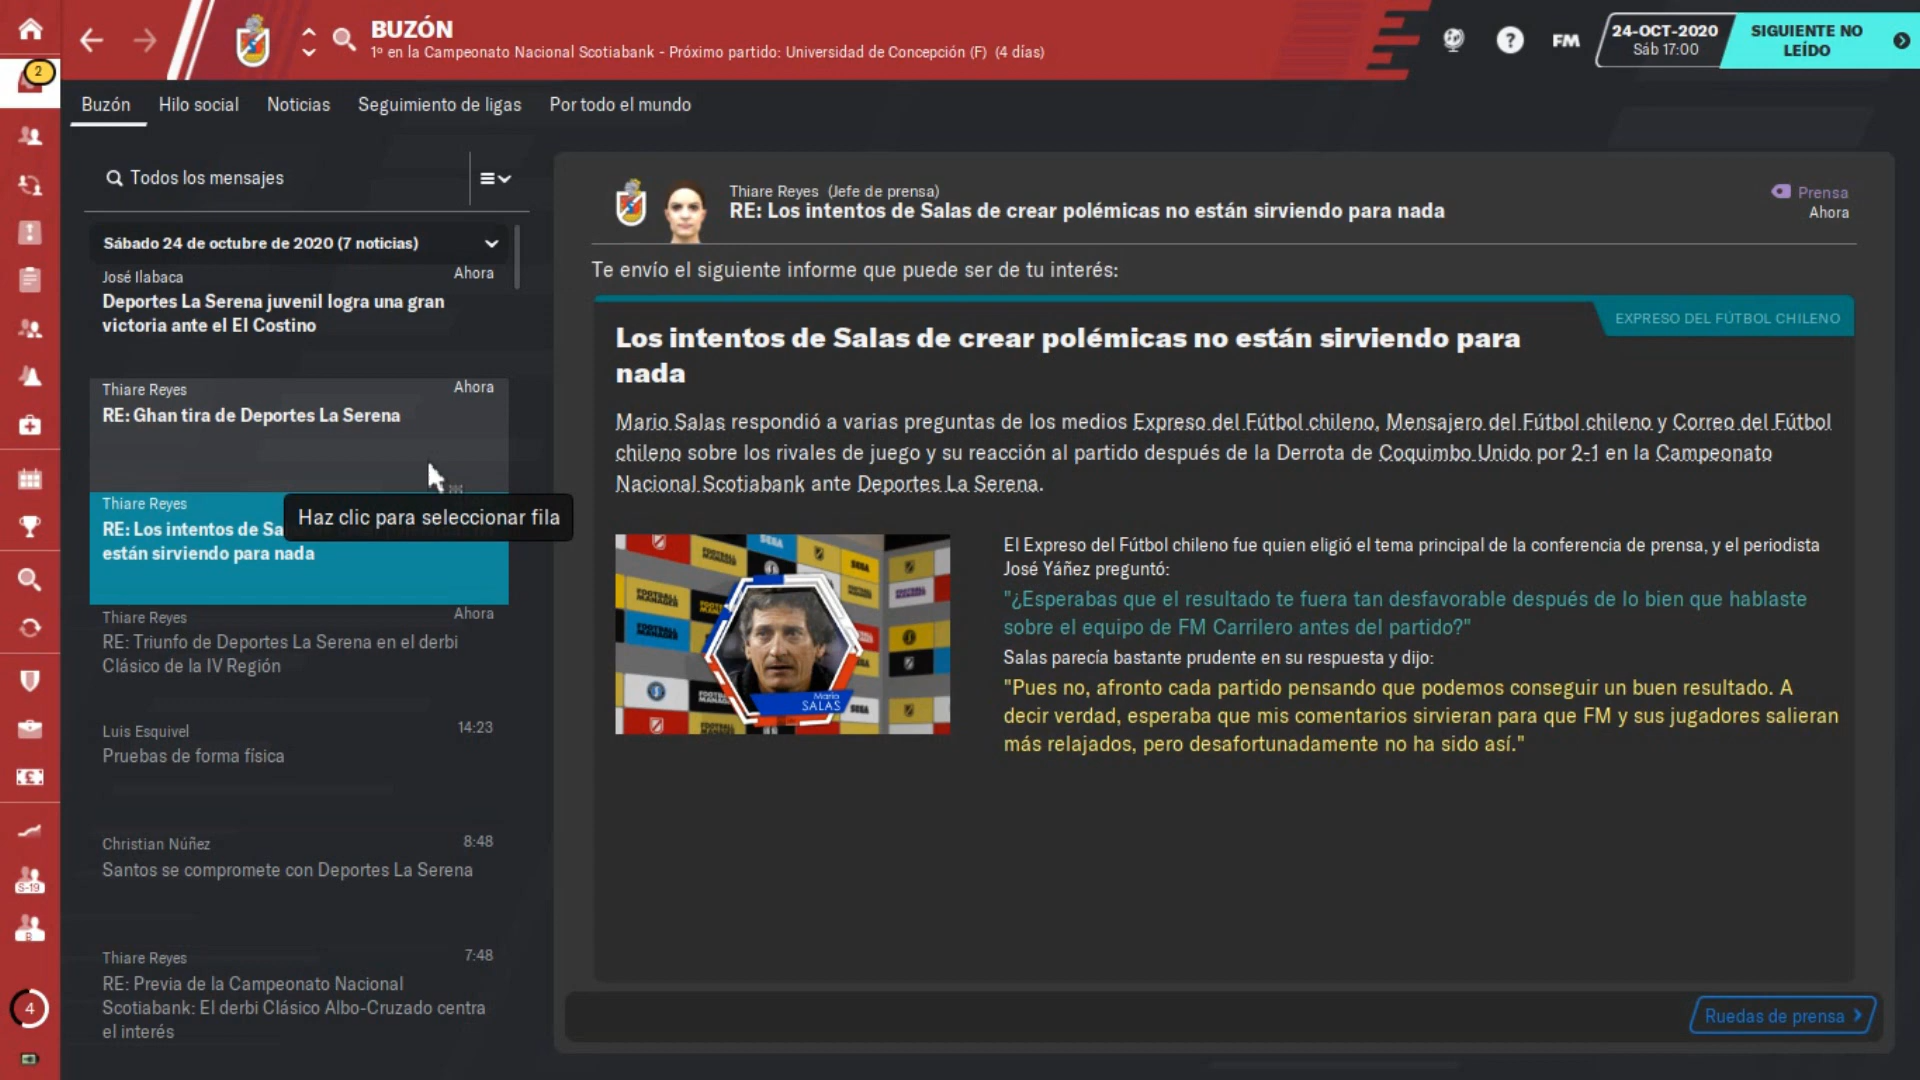 BUZÓN
1º en la Campeonato Nacional Scotiabank - Próximo partido: Universidad de Concepción (F) (4 días)
FM
24-OCT-2020
Sáb 17:00
SIGUIENTE NO
LEÍDO
2
Buzón
Hilo social
Noticias
Seguimiento de ligas
Por todo el mundo
Todos los mensajes
Sábado 24 de octubre de 2020 (7 noticias)
José Ilabaca
Ahora
Deportes La Serena juvenil logra una gran
victoria ante el El Costino
Thiare Reyes
Ahora
RE: Ghan tira de Deportes La Serena
Thiare Reyes
RE: Los intentos de Sa
están sirviendo para nada
Haz clic para seleccionar fila
Thiare Reyes
Ahora
RE: Triunfo de Deportes La Serena en el derbi
Clásico de la IV Región
Luis Esquivel
14:23
Pruebas de forma física
Christian Núñez
8:48
Santos se compromete con Deportes La Serena
Thiare Reyes
7:48
RE: Previa de la Campeonato Nacional
Scotiabank: El derbi Clásico Albo-Cruzado centra
el interés
S-19
B
4
Thiare Reyes (Jefe de prensa)
RE: Los intentos de Salas de crear polémicas no están sirviendo para nada
Prensa
Ahora
Te envío el siguiente informe que puede ser de tu interés:
EXPRESO DEL FÚTBOL CHILENO
Los intentos de Salas de crear polémicas no están sirviendo para
nada
Mario Salas respondió a varias preguntas de los medios Expreso del Fútbol chileno, Mensajero del Fútbol chileno y Correo del Fútbol
chileno sobre los rivales de juego y su reacción al partido después de la Derrota de Coquimbo Unido por 2-1 en la Campeonato
Nacional Scotiabank ante Deportes La Serena.
Mario
SALAS
El Expreso del Fútbol chileno fue quien eligió el tema principal de la conferencia de prensa, y el periodista
José Yáñez preguntó:
"¿Esperabas que el resultado te fuera tan desfavorable después de lo bien que hablaste
sobre el equipo de FM Carrilero antes del partido?"
Salas parecía bastante prudente en su respuesta y dijo:
"Pues no, afronto cada partido pensando que podemos conseguir un buen resultado. A
decir verdad, esperaba que mis comentarios sirvieran para que FM y sus jugadores salieran
más relajados, pero desafortunadamente no ha sido así."
Ruedas de prensa